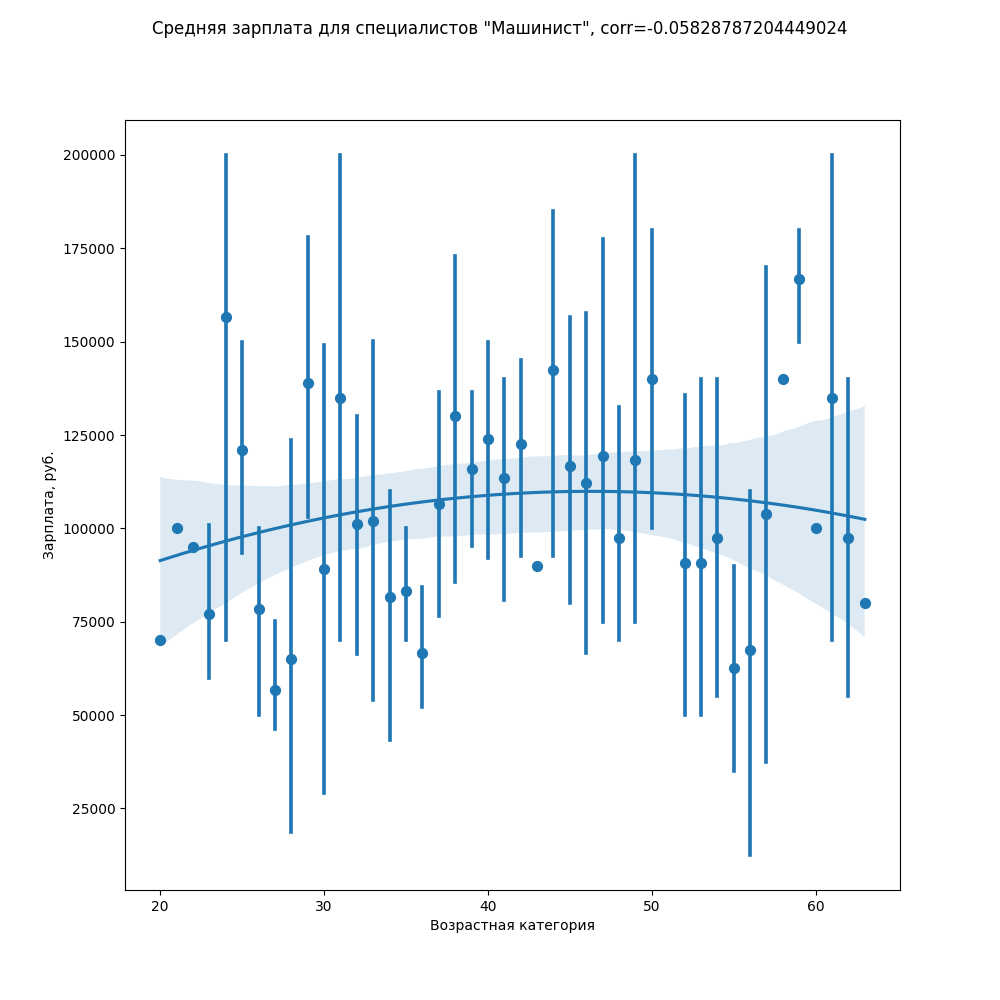 Средняя зарплата для специалистов "Машинист", corr=-0.05828787204449024
200000
175000
150000
125000
100000
75000
50000
25000
Зарплата, руб.
20 30 40 50 60
Возрастная категория